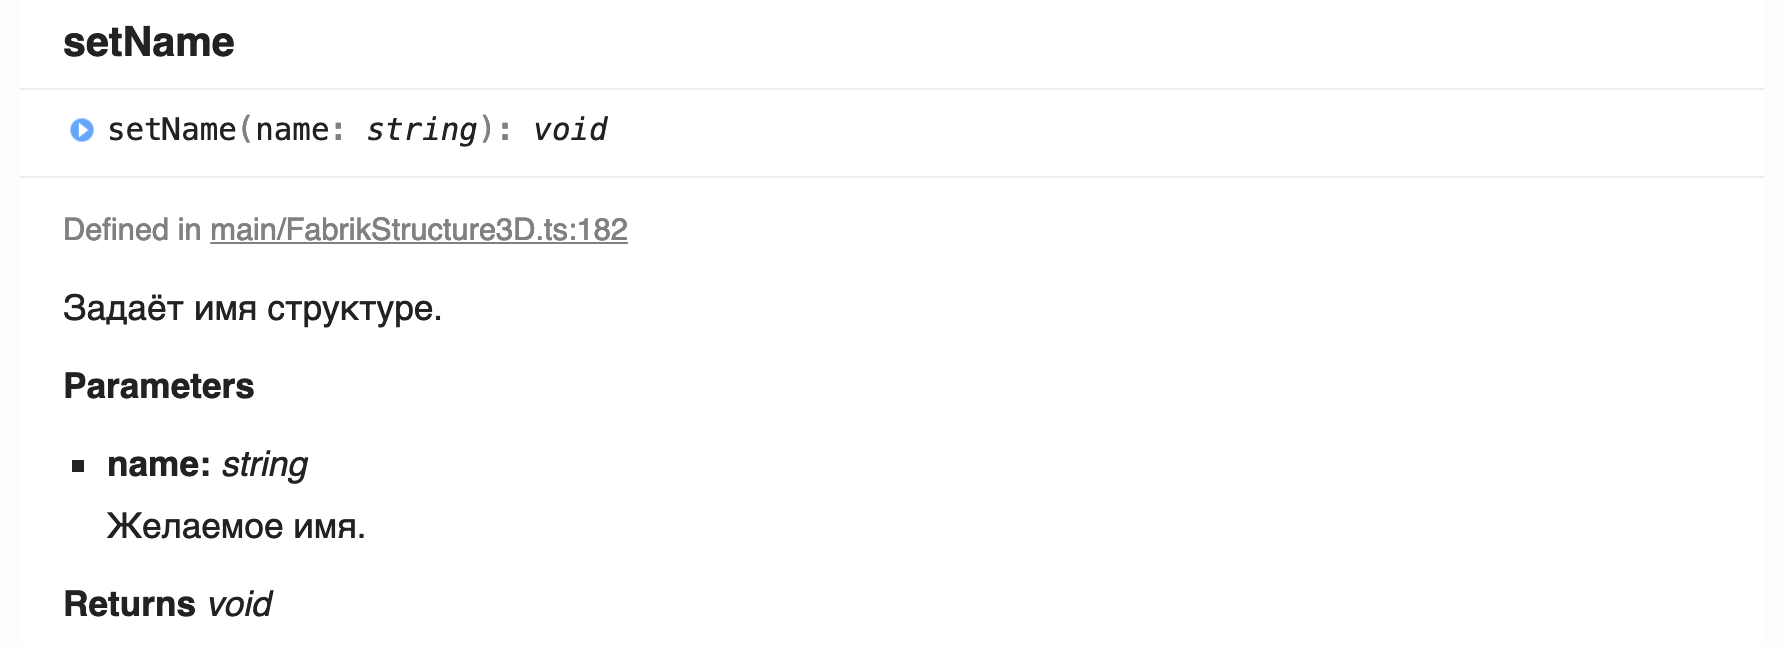 setName
setName(name: string): void
Defined in main/FabrikStructure3D.ts:182
Задаёт имя структуре.
Parameters
name: string
Желаемое имя.
Returns void